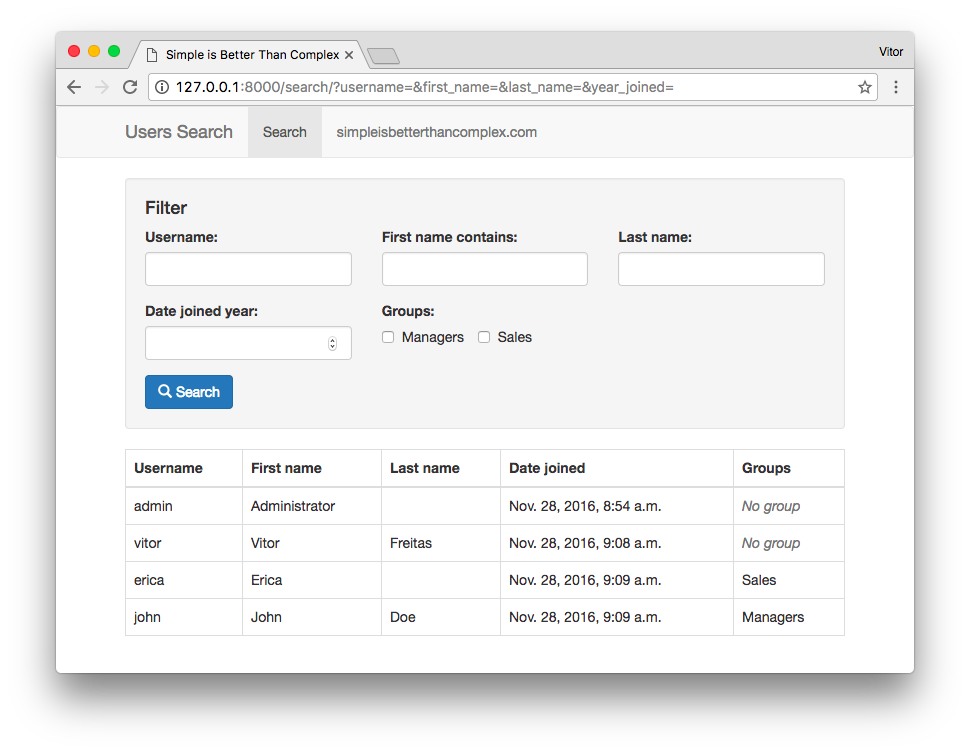 Simple is Better Than Complex
Vitor
127.0.0.1:8000/search/?username=&first_name=&last_name=&year_joined=
Users Search Search simpleisbetterthancomplex.com
Filter
Username: First name contains: Last name:
Date joined year: Groups:
Managers Sales
Search
Username First name Last name Date joined Groups
admin Administrator Nov. 28, 2016, 8:54 a.m. No group
vitor Vitor Freitas Nov. 28, 2016, 9:08 a.m. No group
erica Erica Nov. 28, 2016, 9:09 a.m. Sales
john John Doe Nov. 28, 2016, 9:09 a.m. Managers